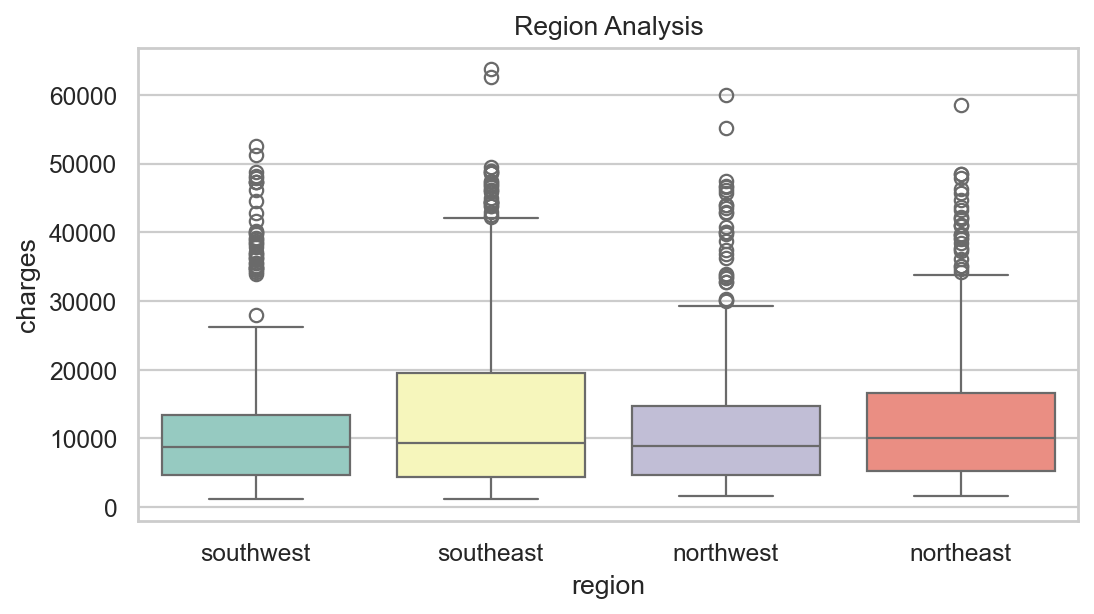 Region Analysis
charges
60000
50000
40000
30000
20000
10000
0
southwest southeast northwest northeast
region